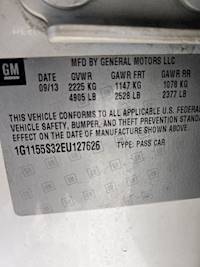 GM
MFD BY GENERAL MOTORS LLC
DATE GVWR GAWR FRT GAWR RR
09/13 2225 KG 1147 KG 1078 KG
4905 LB 2528 LB 2377 LB
THIS VEHICLE CONFORMS TO ALL APPLICABLE U.S. FEDERAL
VEHICLE SAFETY, BUMPER, AND THEFT PREVENTION STANDARD
EFFECT ON THE DATE OF MANUFACTURE SHOWN ABOVE.
1G1155S32EU127626 TYPE: PASS CAR